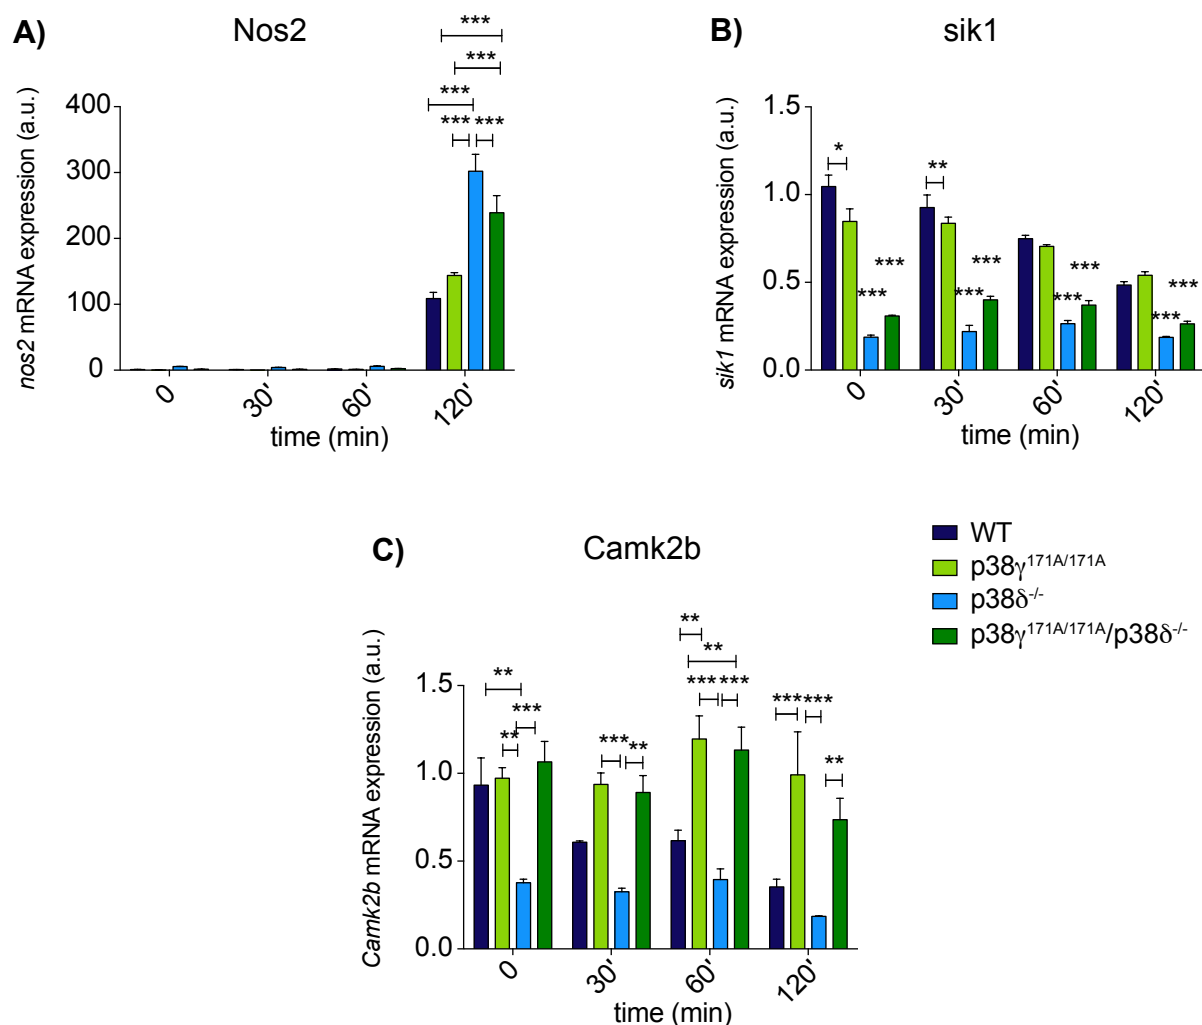 A)
Nos2
nos2 mRNA expression (a.u.)
400
300
200
100
0
***
***
***
*** ***
0
30'
60'
120'
time (min)
B)
sik1
sik1 mRNA expression (a.u.)
1.5
1.0
0.5
0.0
*
**
*** *** *** ***
*** *** *** ***
0
30'
60'
120'
time (min)
C)
Camk2b
Camk2b mRNA expression (a.u.)
1.5
1.0
0.5
0.0
**
***
**
*** **
**
**
*** ***
*** ***
**
0
30'
60'
120'
time (min)
WT
p38γ171A/171A
p38δ-/-
p38γ171A/171A/p38δ-/-